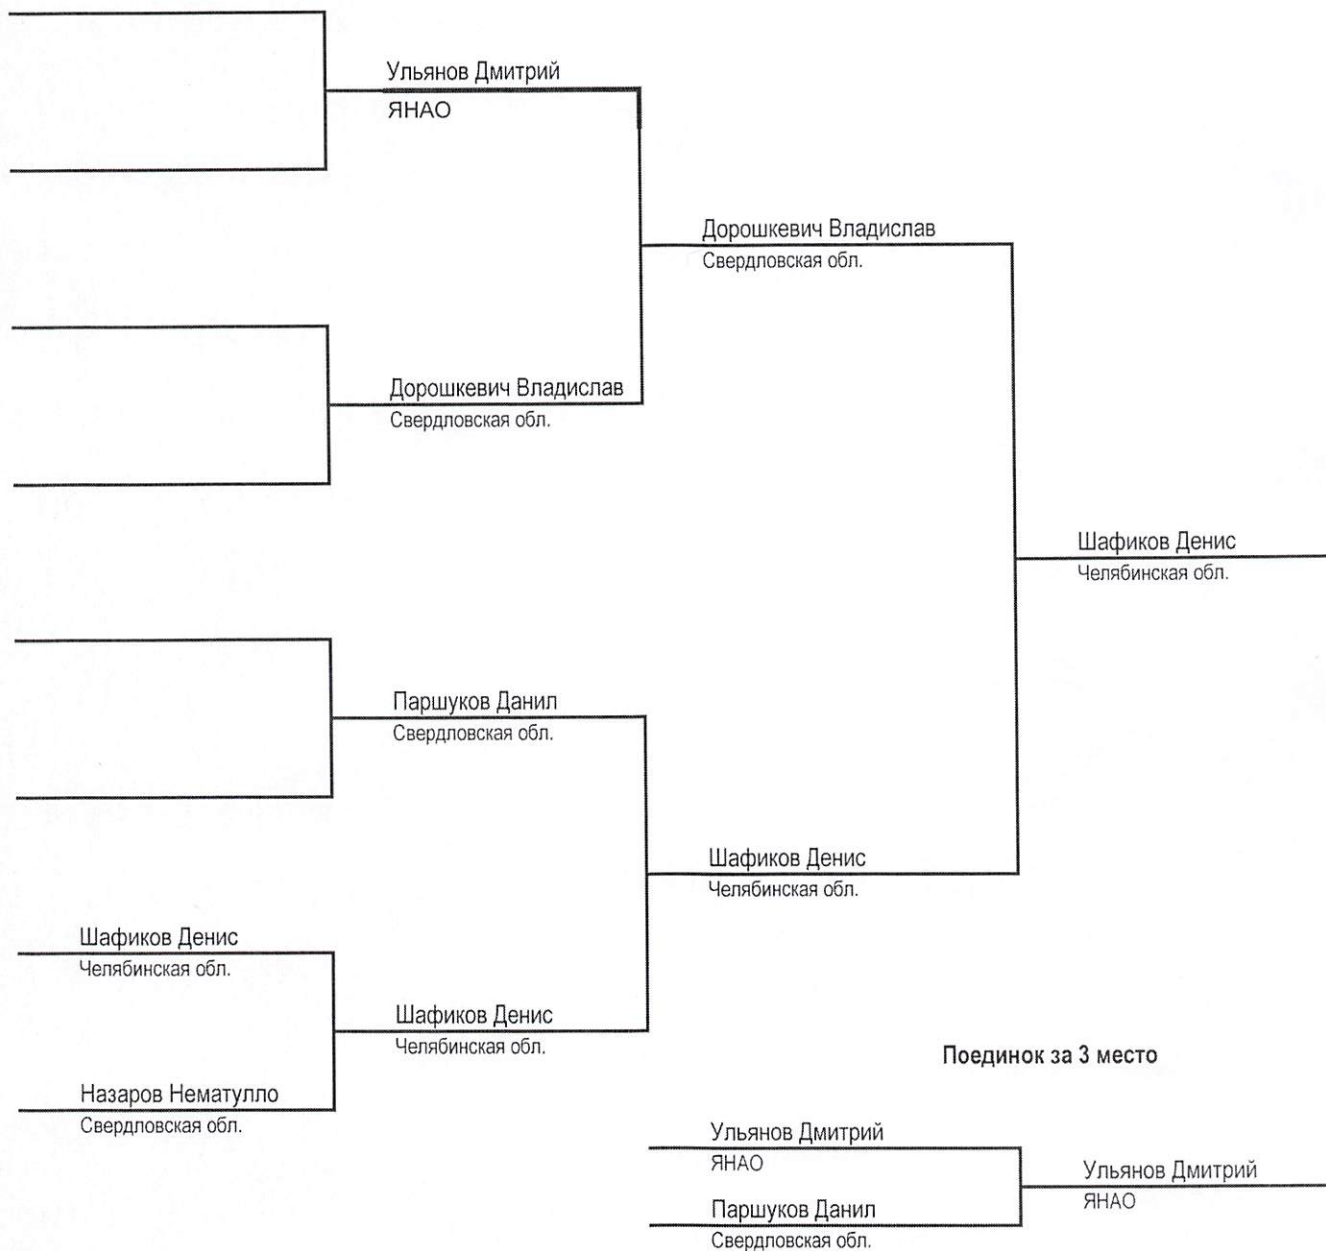 Ульянов Дмитрий
ЯНАО
Дорошкевич Владислав
Свердловская обл.
Дорошкевич Владислав
Свердловская обл.
Шафиков Денис
Челябинская обл.
Паршуков Данил
Свердловская обл.
Шафиков Денис
Челябинская обл.
Шафиков Денис
Челябинская обл.
Шафиков Денис
Челябинская обл.
Назаров Нематулло
Свердловская обл.
Поединок за 3 место
Ульянов Дмитрий
ЯНАО
Ульянов Дмитрий
ЯНАО
Паршуков Данил
Свердловская обл.